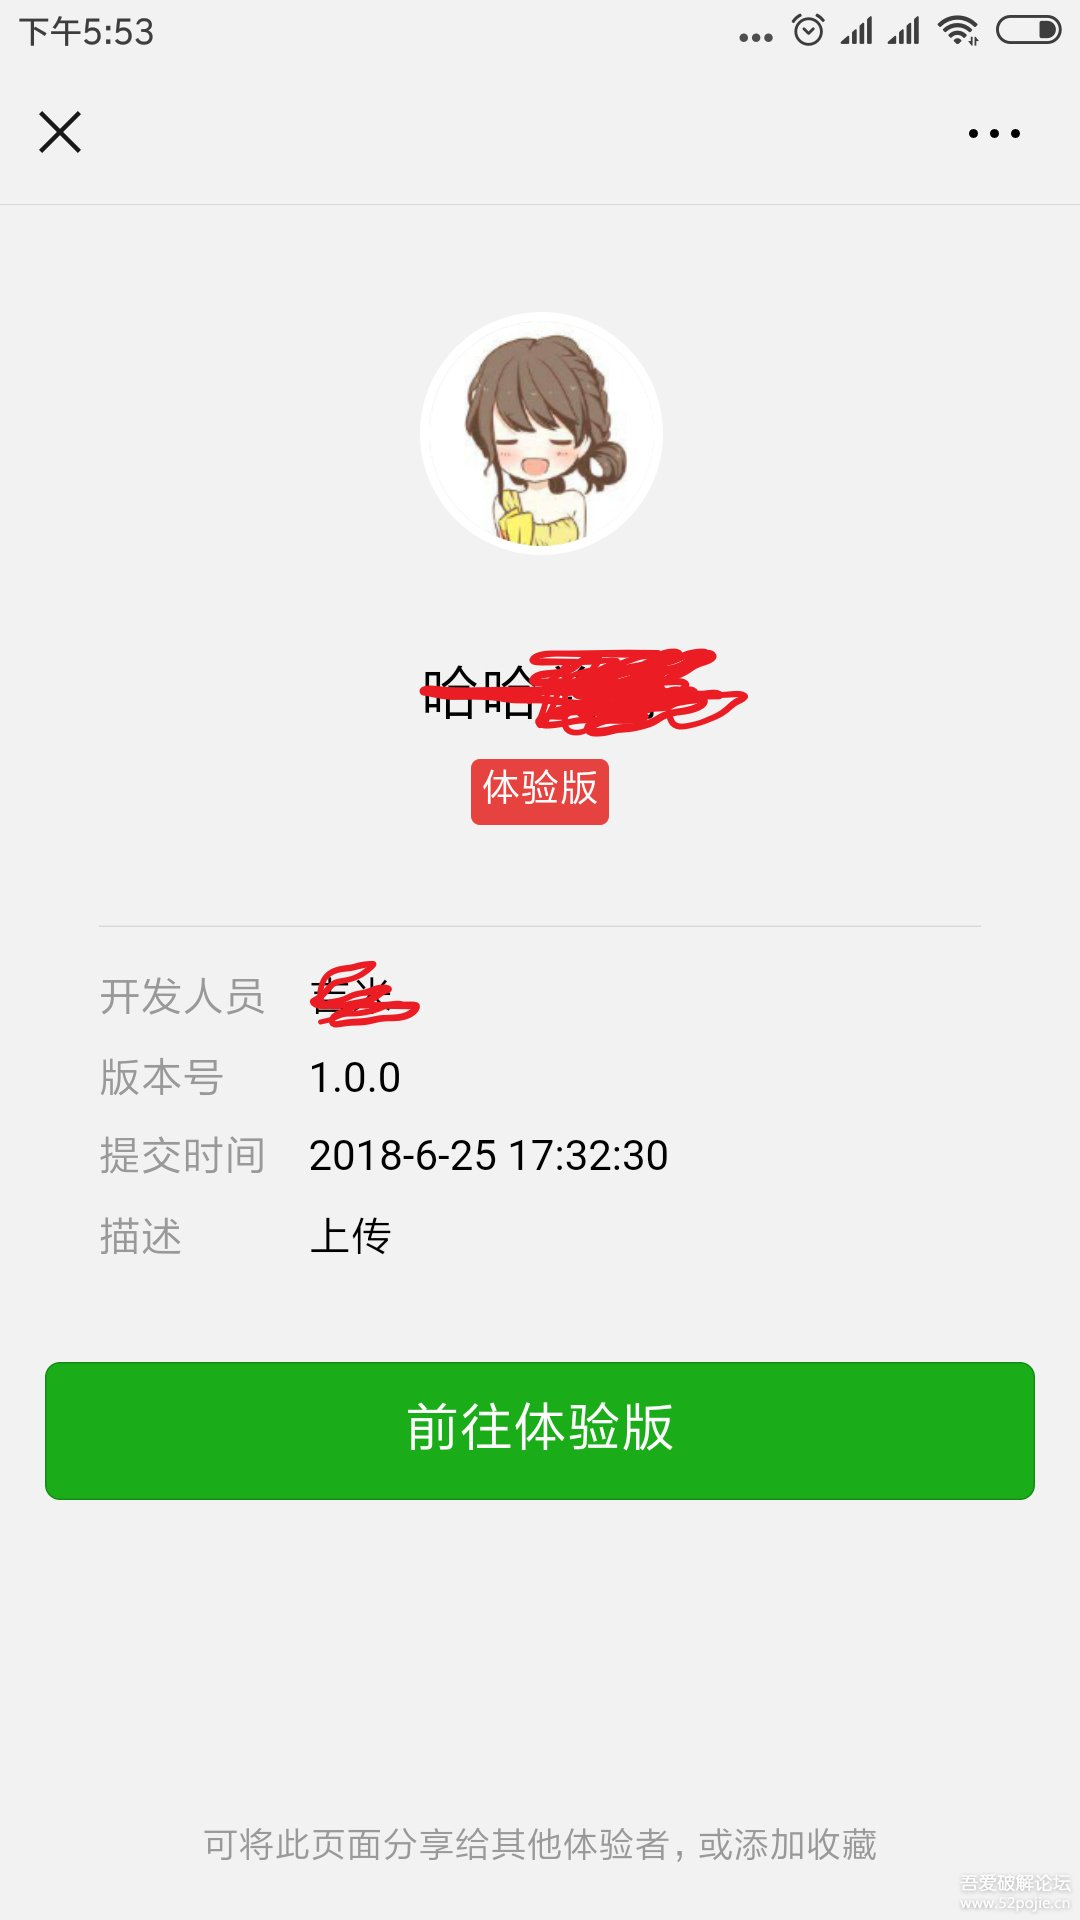 下午5:53
哈哈
体验版
开发人员
版本号 1.0.0
提交时间 2018-6-25 17:32:30
描述 上传
前往体验版
可将此页面分享给其他体验者，或添加收藏
吾爱破解论坛
www.52pojie.cn